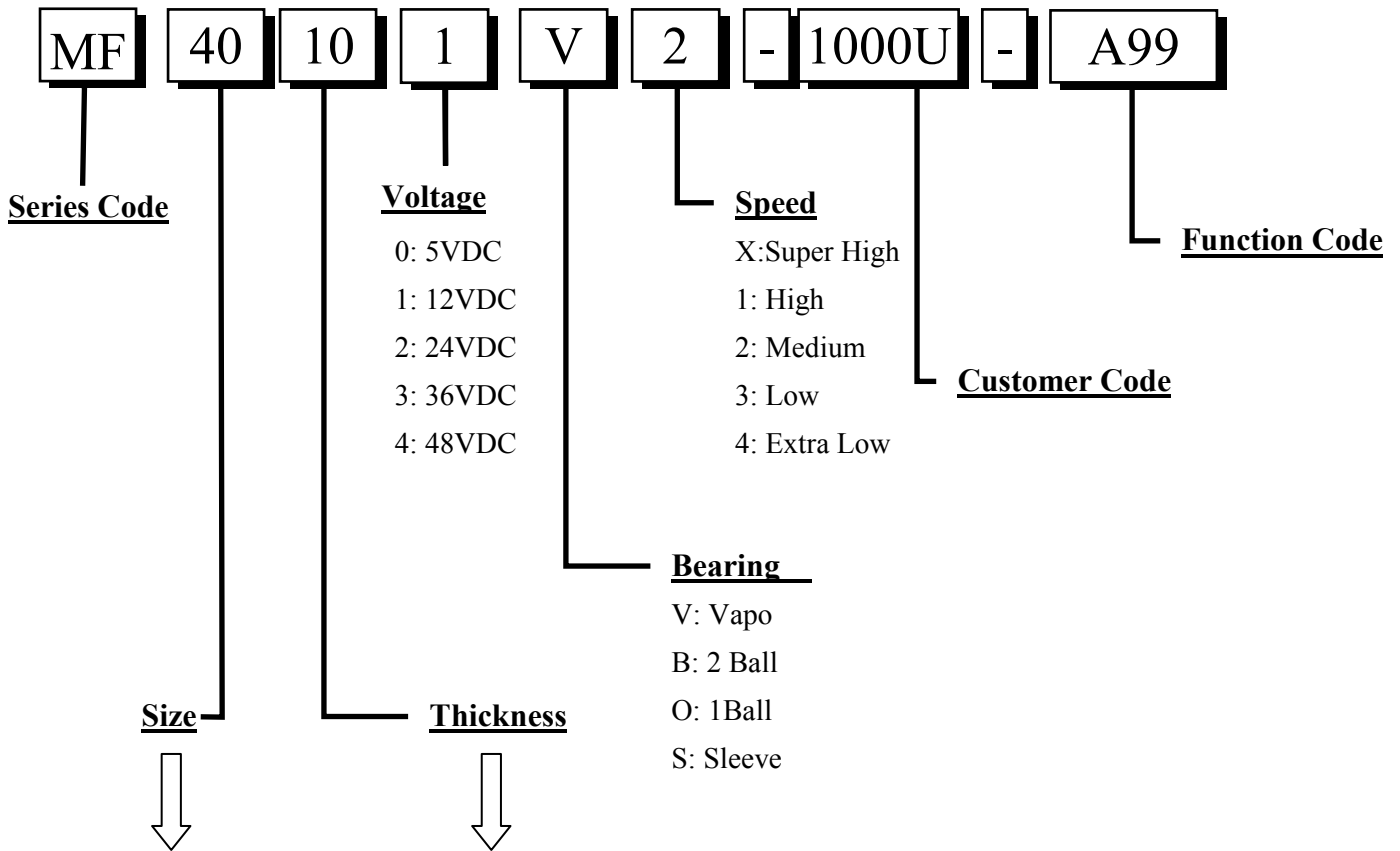 MF 40 10 1 V 2 - 1000U - A99
Series Code
Voltage
0: 5VDC
1: 12VDC
2: 24VDC
3: 36VDC
4: 48VDC
Speed
X:Super High
1: High
2: Medium
3: Low
4: Extra Low
Function Code
Customer Code
Bearing
V: Vapo
B: 2 Ball
O: 1Ball
S: Sleeve
Size
Thickness